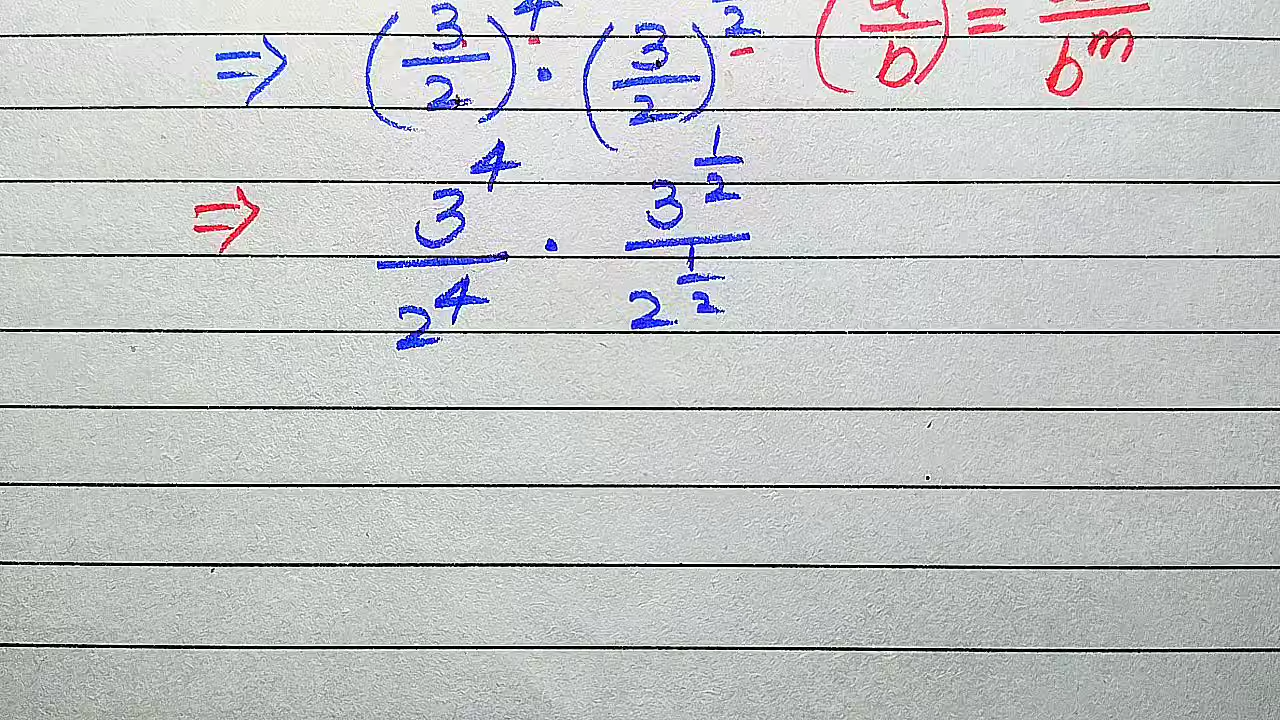 ⇒ (3/2)^4 · (3/2)^{1/2} (a/b) = /b^m
⇒ 3^4/2^4 · 3^{1/2}/2^{1/2}